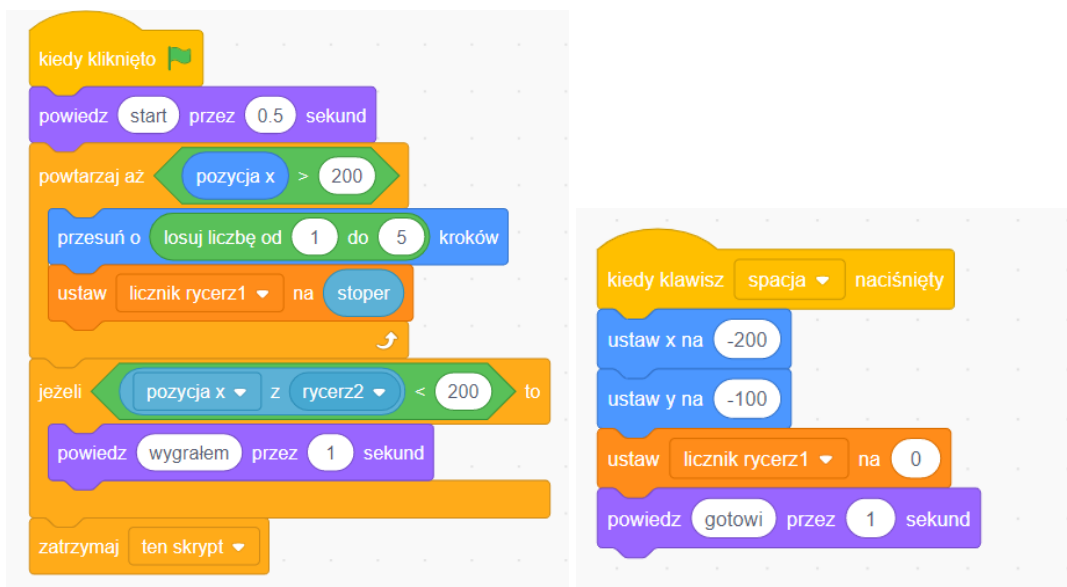 kiedy kliknięto
powiedz start przez 0.5 sekund
powtarzaj aż pozycja x > 200
przesuń o losuj liczbę od 1 do 5 kroków
ustaw licznik rycerz1 na stoper
jeżeli pozycja x z rycerz2 < 200 to
powiedz wygrałem przez 1 sekund
zatrzymaj ten skrypt
kiedy klawisz spacja naciśnięty
ustaw x na -200
ustaw y na -100
ustaw licznik rycerz1 na 0
powiedz gotowi przez 1 sekund